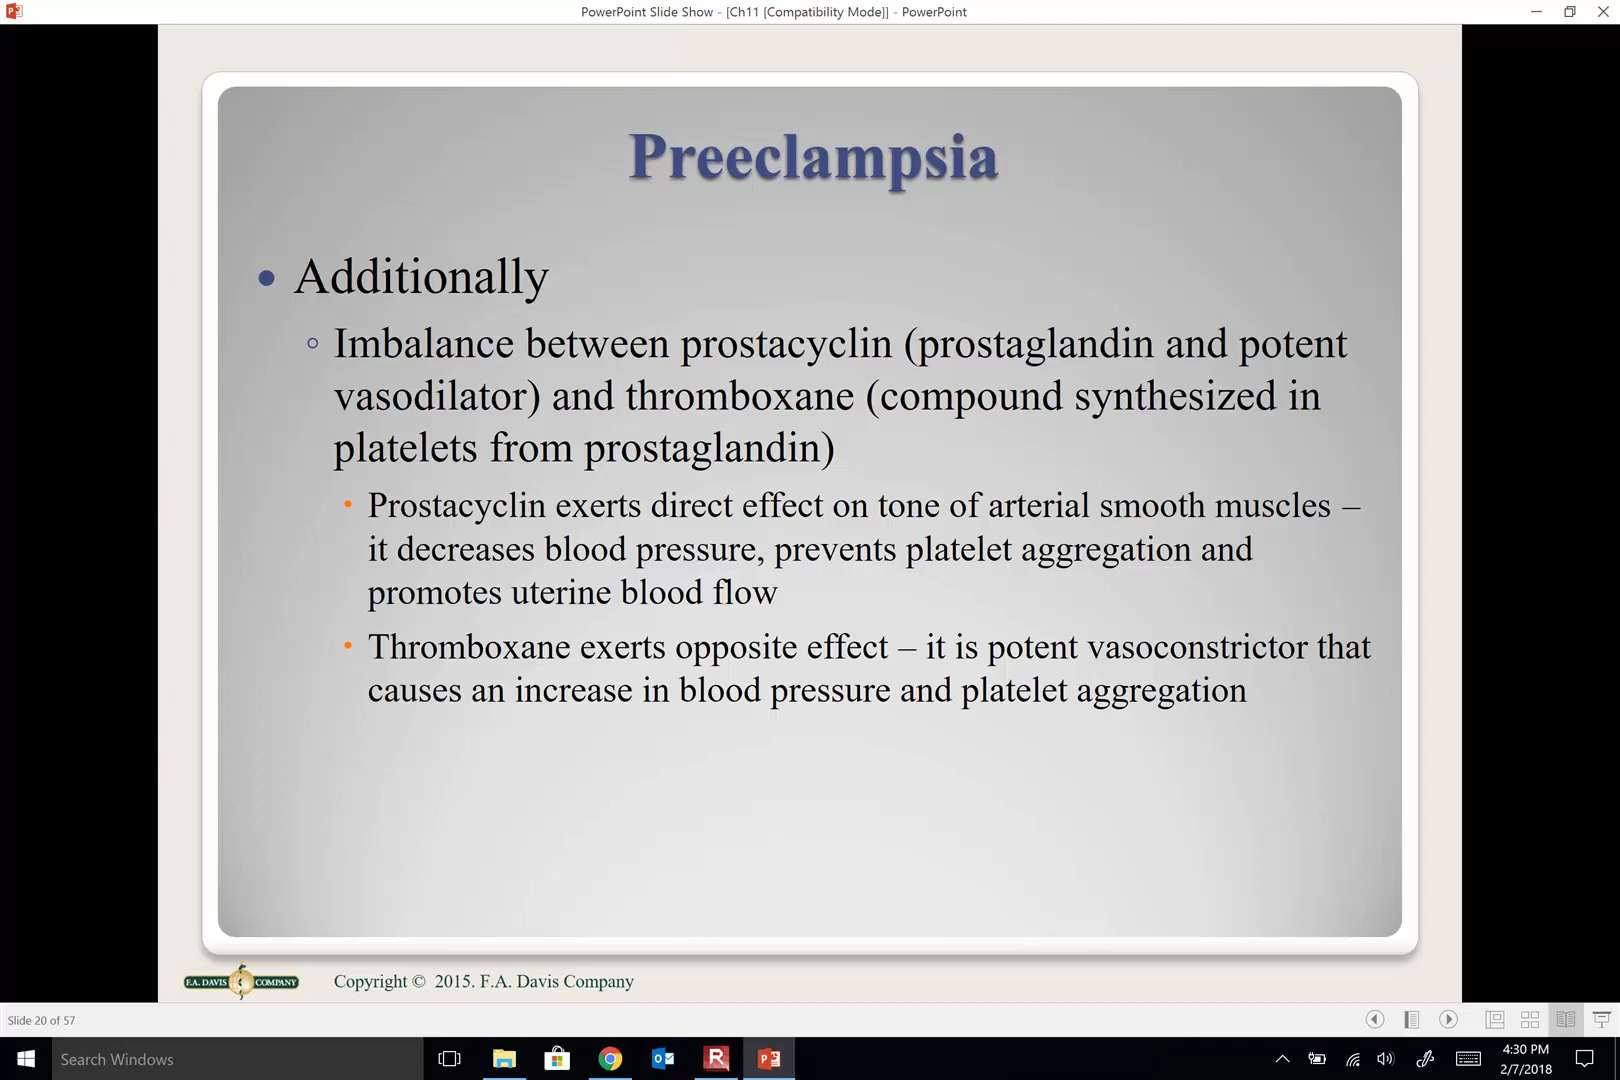 PowerPoint Slide Show - [Ch11 [Compatibility Mode]] - PowerPoint
Preeclampsia
• Additionally
◦ Imbalance between prostacyclin (prostaglandin and potent
vasodilator) and thromboxane (compound synthesized in
platelets from prostaglandin)
• Prostacyclin exerts direct effect on tone of arterial smooth muscles –
it decreases blood pressure, prevents platelet aggregation and
promotes uterine blood flow
• Thromboxane exerts opposite effect – it is potent vasoconstrictor that
causes an increase in blood pressure and platelet aggregation
F.A. DAVIS COMPANY
Copyright © 2015. F.A. Davis Company
Slide 20 of 57
Search Windows
4:30 PM
2/7/2018